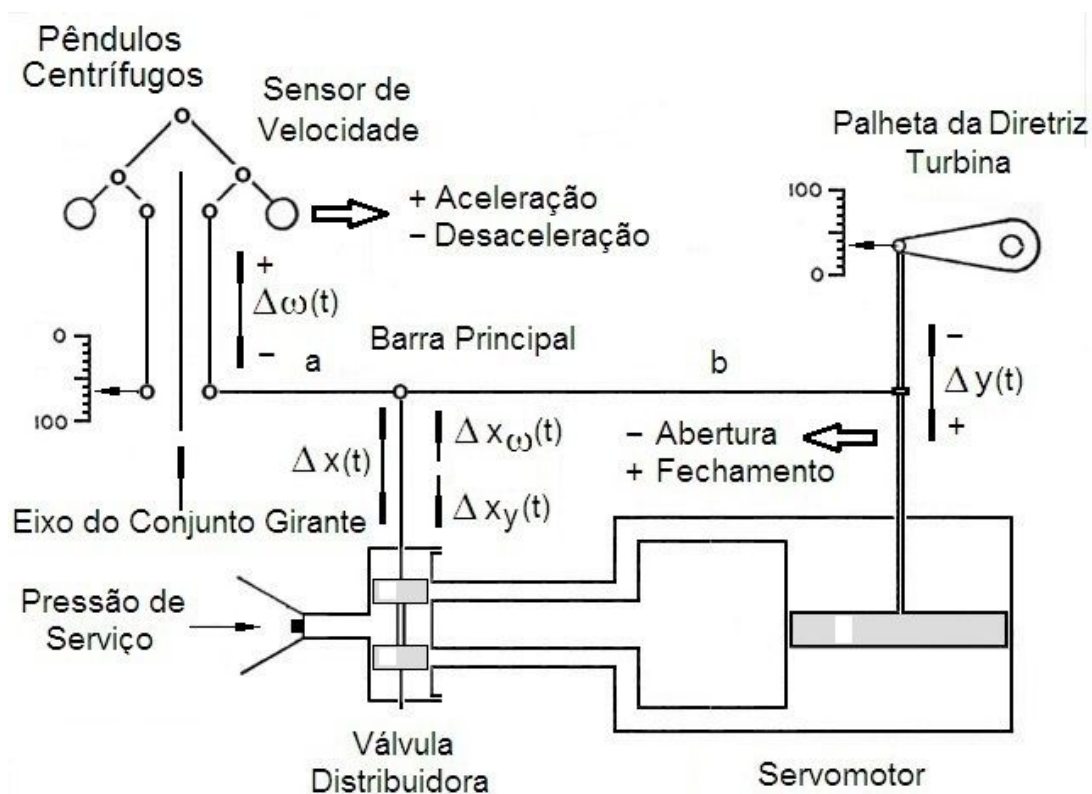 Pêndulos
Centrífugos
Sensor de
Velocidade
Palheta da Diretriz
Turbina
+ Aceleração
– Desaceleração
100
0
+
Δω(t)
–
0
100
a
Barra Principal
b
–
Δy(t)
+
Δx(t)
Δxω(t)
Δxy(t)
– Abertura
+ Fechamento
Eixo do Conjunto Girante
Pressão de
Serviço
Válvula
Distribuidora
Servomotor